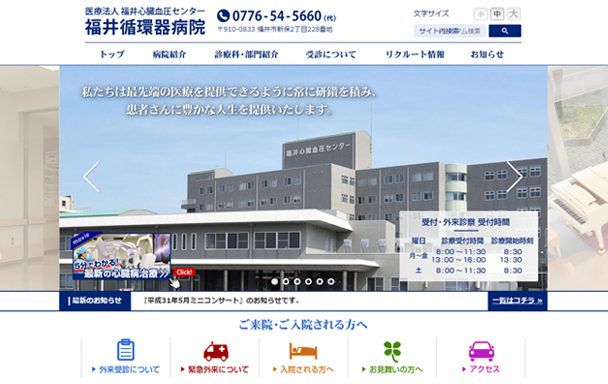 医療法人 福井心臓血圧センター
福井循環器病院
0776-54-5660(代)
〒910-0833 福井市新保2丁目228番地
文字サイズ 小 中 大
サイト内検索/ム検索
トップ 病院紹介 診療科・部門紹介 受診について リクルート情報 お知らせ
私たちは最先端の医療を提供できるように常に研鑽を積み、
患者さんに豊かな人生を提供いたします。
福井心臓血圧センター
受付・外来診察 受付時間
曜日 診療受付時間 診療開始時刻
月~金 8:00 ~ 11:30 8:30
3:00 ~ 16:00 13:30
土 8:00 ~ 11:30 8:30
movie
5分でわかる!
最新の心臓病治療>>
Click!
最新のお知らせ 『平成31年5月ミニコンサート』のお知らせです。 一覧はコチラ »
ご来院・ご入院される方へ
外来受診について 緊急外来について 入院される方へ お見舞いの方へ アクセス